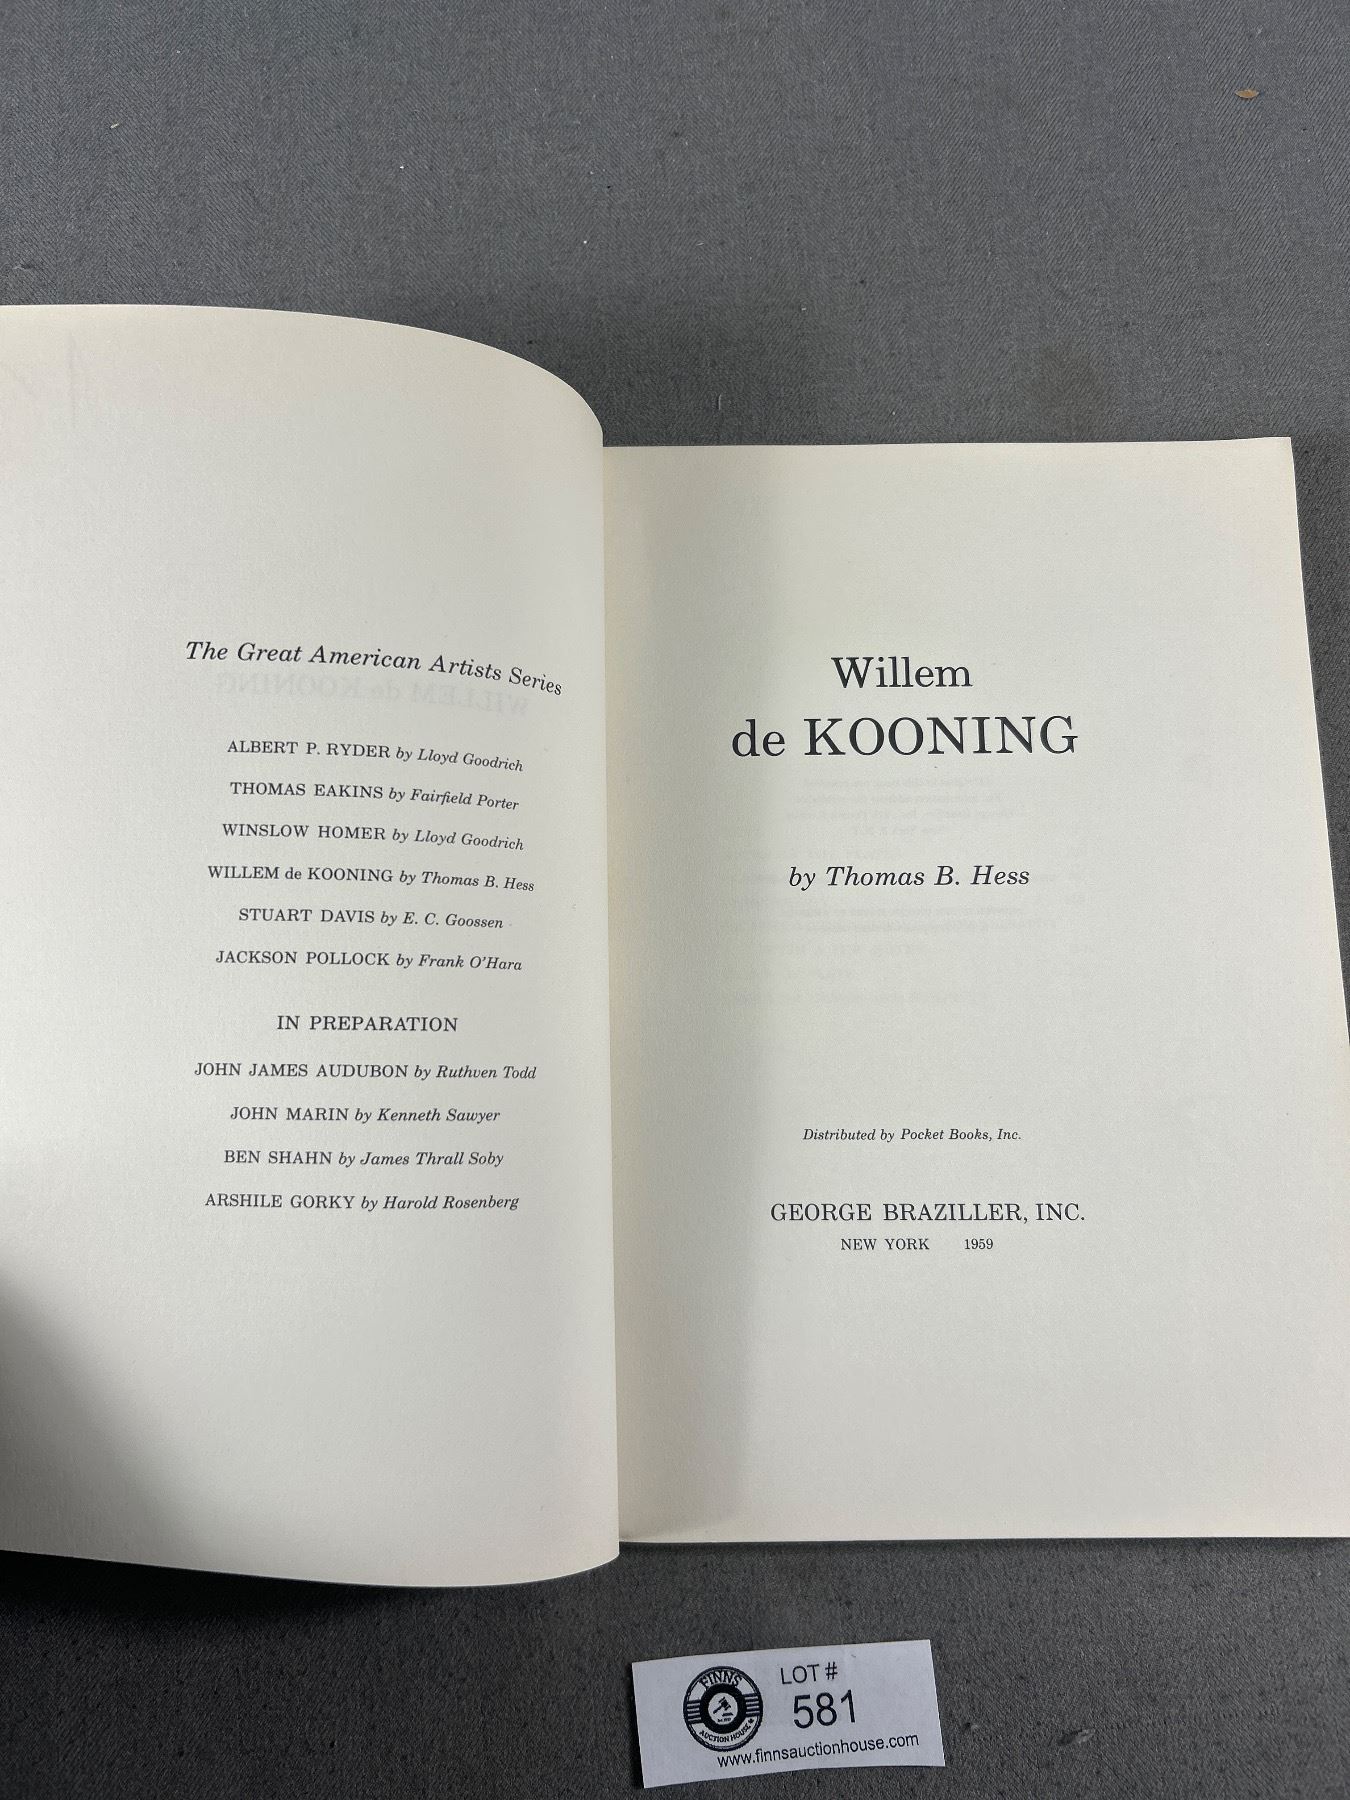 The Great American Artists Series
ALBERT P. RYDER by Lloyd Goodrich
THOMAS EAKINS by Fairfield Porter
WINSLOW HOMER by Lloyd Goodrich
WILLEM de KOONING by Thomas B. Hess
STUART DAVIS by E. C. Goossen
JACKSON POLLOCK by Frank O'Hara
IN PREPARATION
JOHN JAMES AUDUBON by Ruthven Todd
JOHN MARIN by Kenneth Sawyer
BEN SHAHN by James Thrall Soby
ARSHILE GORKY by Harold Rosenberg
Willem
de KOONING
by Thomas B. Hess
Distributed by Pocket Books, Inc.
GEORGE BRAZILLER, INC.
NEW YORK 1959
FINNS
AUCTION HOUSE
LOT #
581
www.finnsauctionhouse.com